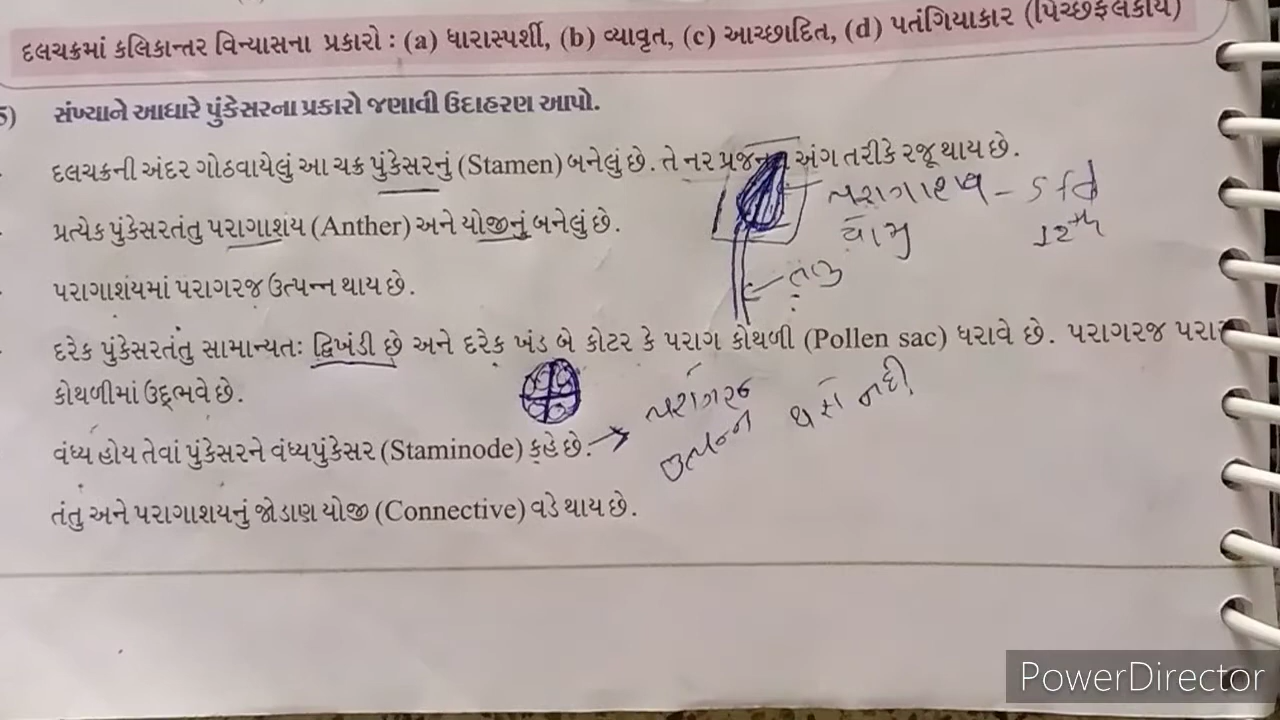 દલચક્રમાં કલિકાન્તર વિન્યાસના પ્રકારો : (a) ધારાસ્પર્શી, (b) વ્યાવૃત, (c) આચ્છાદિત, (d) પતંગિયાકાર (પિચ્છફલકીય)
5) સંખ્યાને આધારે પુંકેસરના પ્રકારો જણાવી ઉદાહરણ આપો.
દલચક્રની અંદર ગોઠવાયેલું આ ચક્ર પુંકેસરનું (Stamen) બનેલું છે. તે નર પ્રજનન અંગ તરીકે રજૂ થાય છે.
પરાગાશય –
પ્રત્યેક પુંકેસરતંતુ પરાગાશય (Anther) અને યોજીનું બનેલું છે.
તંતુ
પરાગાશયમાં પરાગરજ ઉત્પન્ન થાય છે.
દરેક પુંકેસરતંતુ સામાન્યતઃ દ્વિખંડી છે અને દરેક ખંડ બે કોટર કે પરાગ કોથળી (Pollen sac) ધરાવે છે. પરાગરજ
કોથળીમાં ઉદ્ભવે છે.
પરાગરજ
ઉત્પન્ન થશે નહી
વંધ્ય હોય તેવાં પુંકેસરને વંધ્યપુંકેસર (Staminode) કહે છે. →
તંતુ અને પરાગાશયનું જોડાણ યોજી (Connective) વડે થાય છે.
PowerDirector